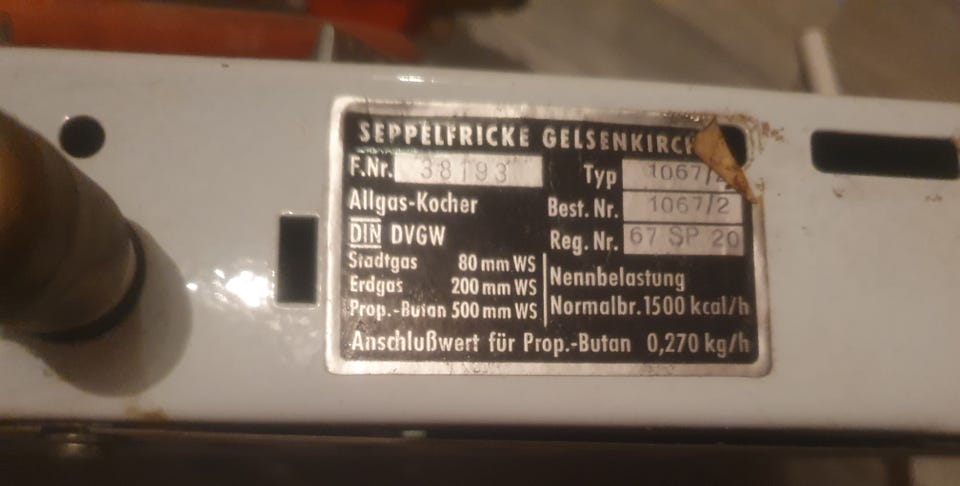 SEPPELFRICKE GELSENKIRCH
F.Nr. 38193
Typ 1067/2
Allgas-Kocher
Best. Nr. 1067/2
DIN DVGW
Reg. Nr. 67 SP 20
Stadtgas 80 mm WS
Erdgas 200 mm WS
Prop.-Butan 500 mm WS
Nennbelastung
Normalbr. 1500 kcal/h
Anschlußwert für Prop.-Butan 0,270 kg/h